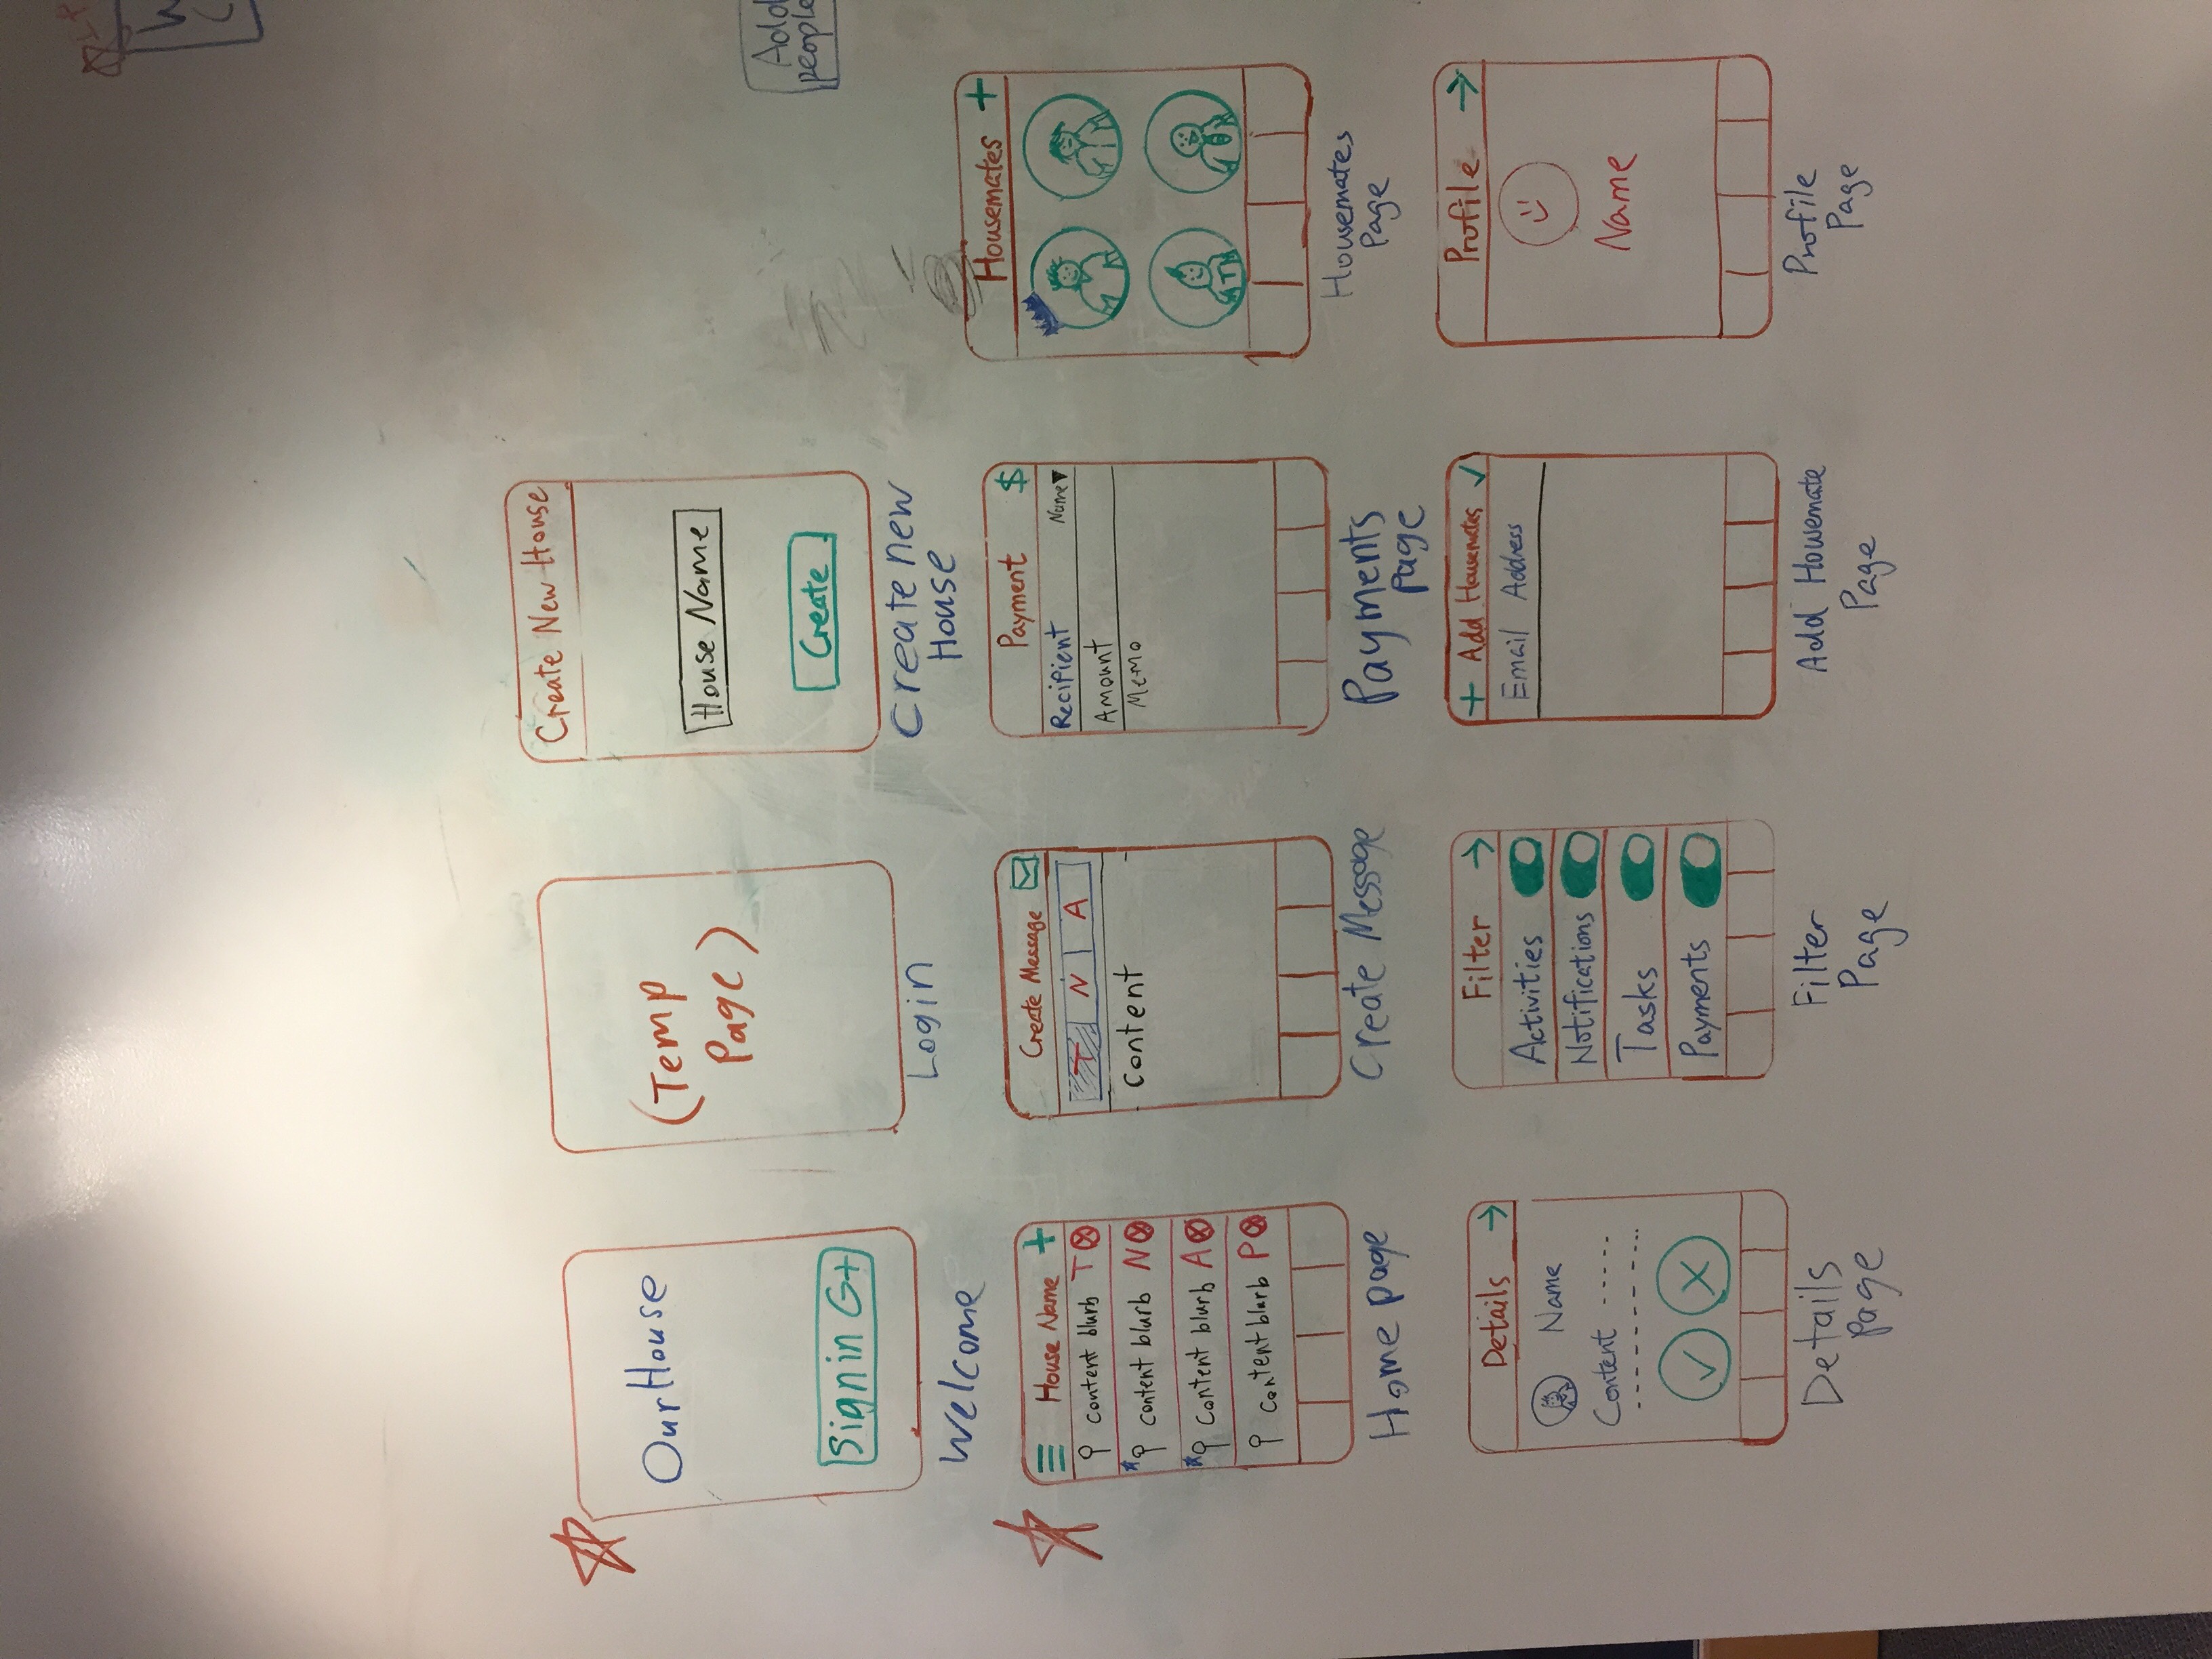 OurHouse
Sign in G+
Welcome
(Temp
Page)
Login
Create New House
House Name
Create
Create new
House
Add
people
House Name +
Content blurb T
Content blurb N
Content blurb A
Content blurb P
Home page
Create Message
T N A
Content
Create Message
Payment $
Recipient Name
Amount
Memo
Payments
Page
Housemates +
T
Housemates
Page
Details
Name
Content
Details
Page
Filter
Activities
Notifications
Tasks
Payments
Filter
Page
+ Add Housemates ✓
Email Address
Add Howemate
Page
Profile
Name
Profile
Page